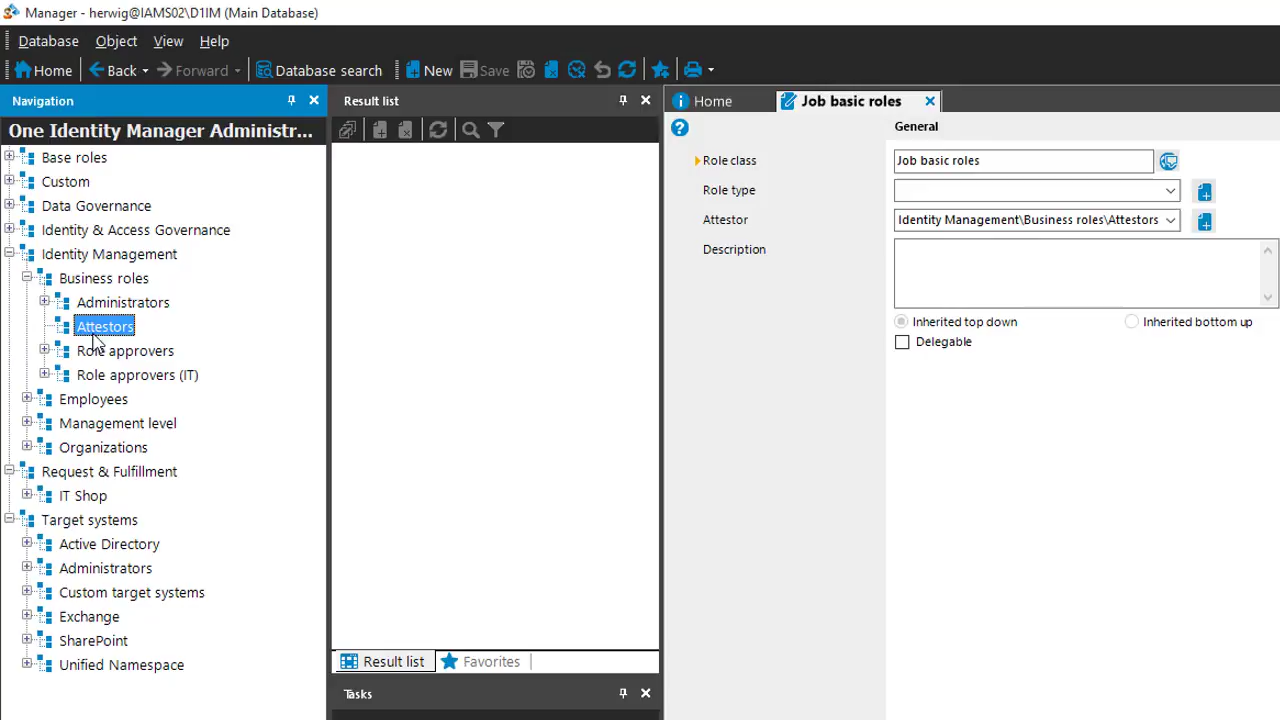 Manager - herwig@IAMS02\D1IM (Main Database)
Database Object View Help
Home Back Forward Database search New Save
Navigation
One Identity Manager Administr...
Base roles
Custom
Data Governance
Identity & Access Governance
Identity Management
Business roles
Administrators
Attestors
Role approvers
Role approvers (IT)
Employees
Management level
Organizations
Request & Fulfillment
IT Shop
Target systems
Active Directory
Administrators
Custom target systems
Exchange
SharePoint
Unified Namespace
Result list
Result list Favorites
Tasks
Home Job basic roles
General
Role class Job basic roles
Role type
Attestor Identity Management\Business roles\Attestors
Description
Inherited top down Inherited bottom up
Delegable